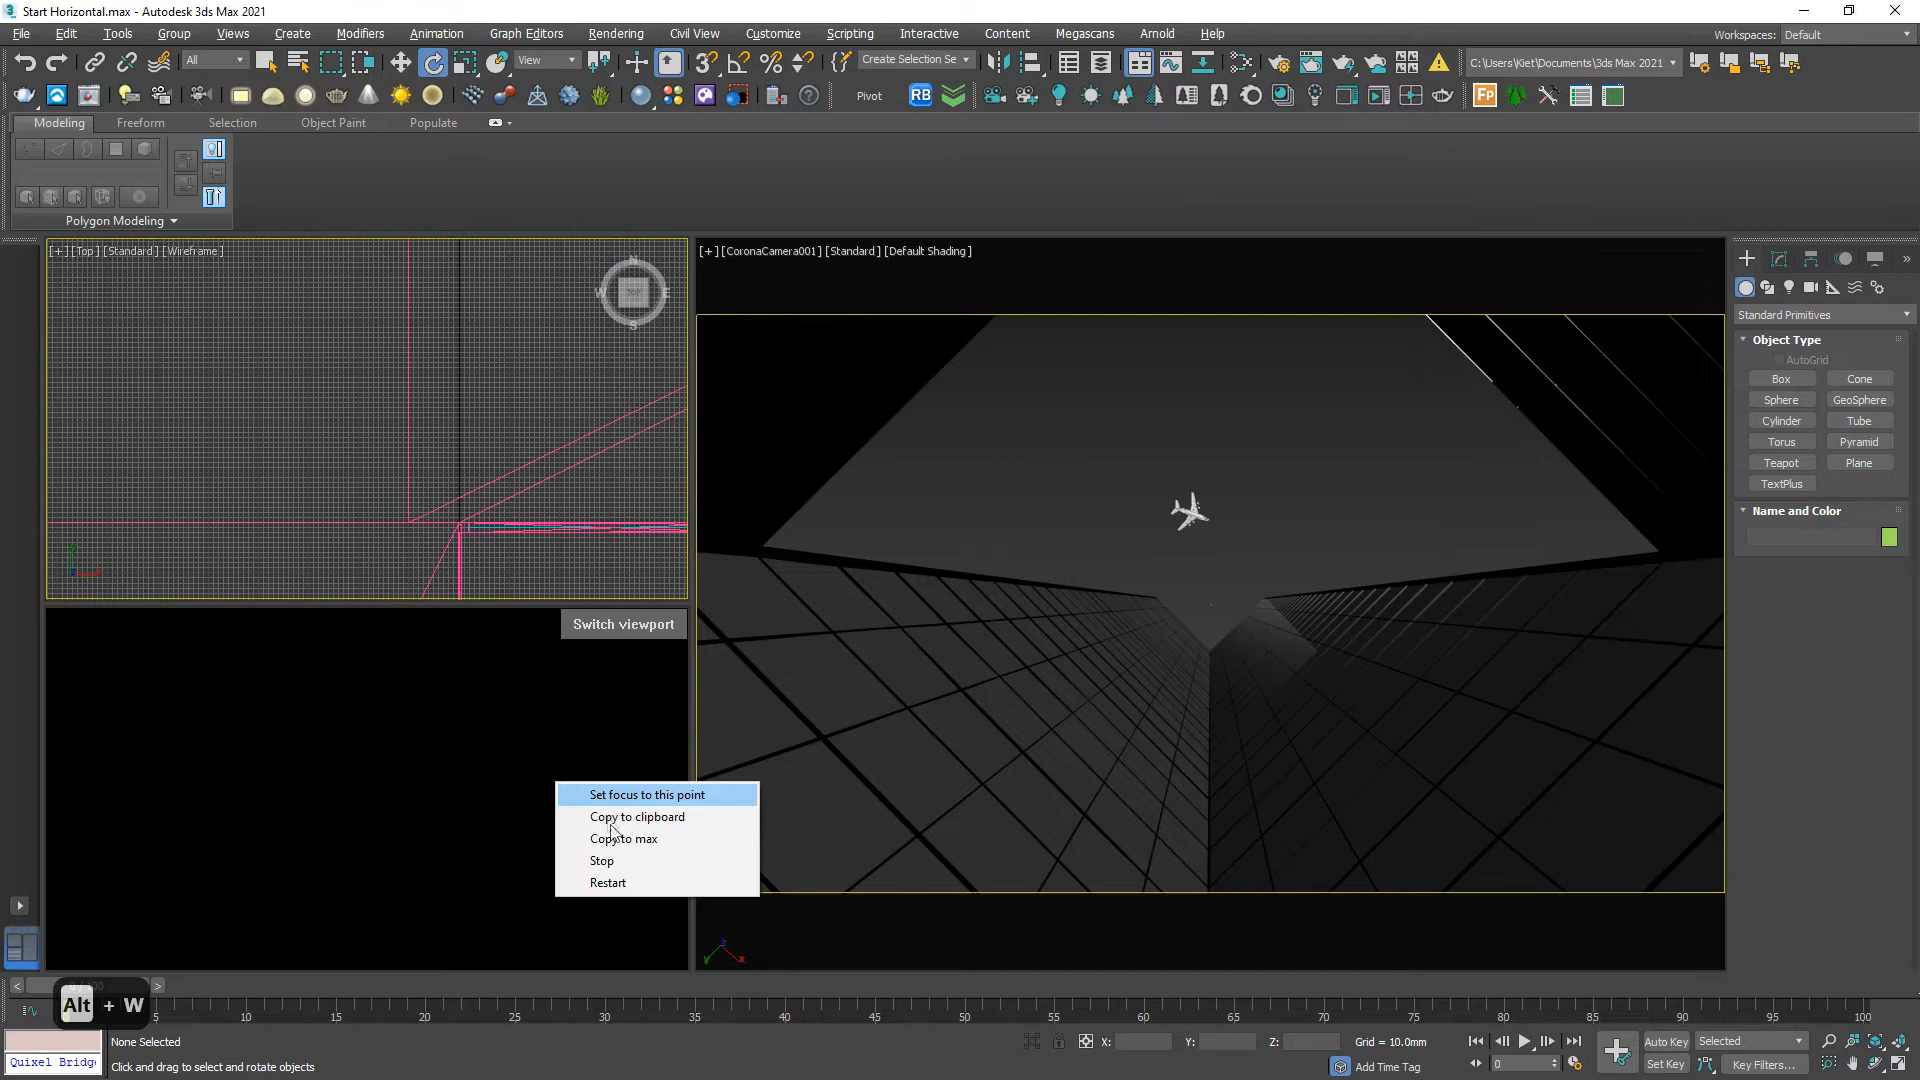 Start Horizontal.max - Autodesk 3ds Max 2021
File Edit Tools Group Views Create Modifiers Animation Graph Editors Rendering Civil View Customize Scripting Interactive Content Megascans Arnold Help
Workspaces: Default
All View Create Selection Se C:\Users\Kiet\Documents\3ds Max 2021
Pivot RB Fp
Modeling Freeform Selection Object Paint Populate
Polygon Modeling
[+] [Top] [Standard] [Wireframe]
N
W TOP E
S
Switch viewport
Set focus to this point
Copy to clipboard
Copy to max
Stop
Restart
[+] [CoronaCamera001] [Standard] [Default Shading]
Standard Primitives
Object Type
AutoGrid
Box Cone
Sphere GeoSphere
Cylinder Tube
Torus Pyramid
Teapot Plane
TextPlus
Name and Color
Alt + W
5 10 15 20 25 30 35 40 45 50 55 60 65 70 75 80 85 90 95 100
None Selected
X: Y: Z: Grid = 10.0mm
Auto Key Selected
Quixel Bridg
Click and drag to select and rotate objects
Add Time Tag
0
Set Key Key Filters...